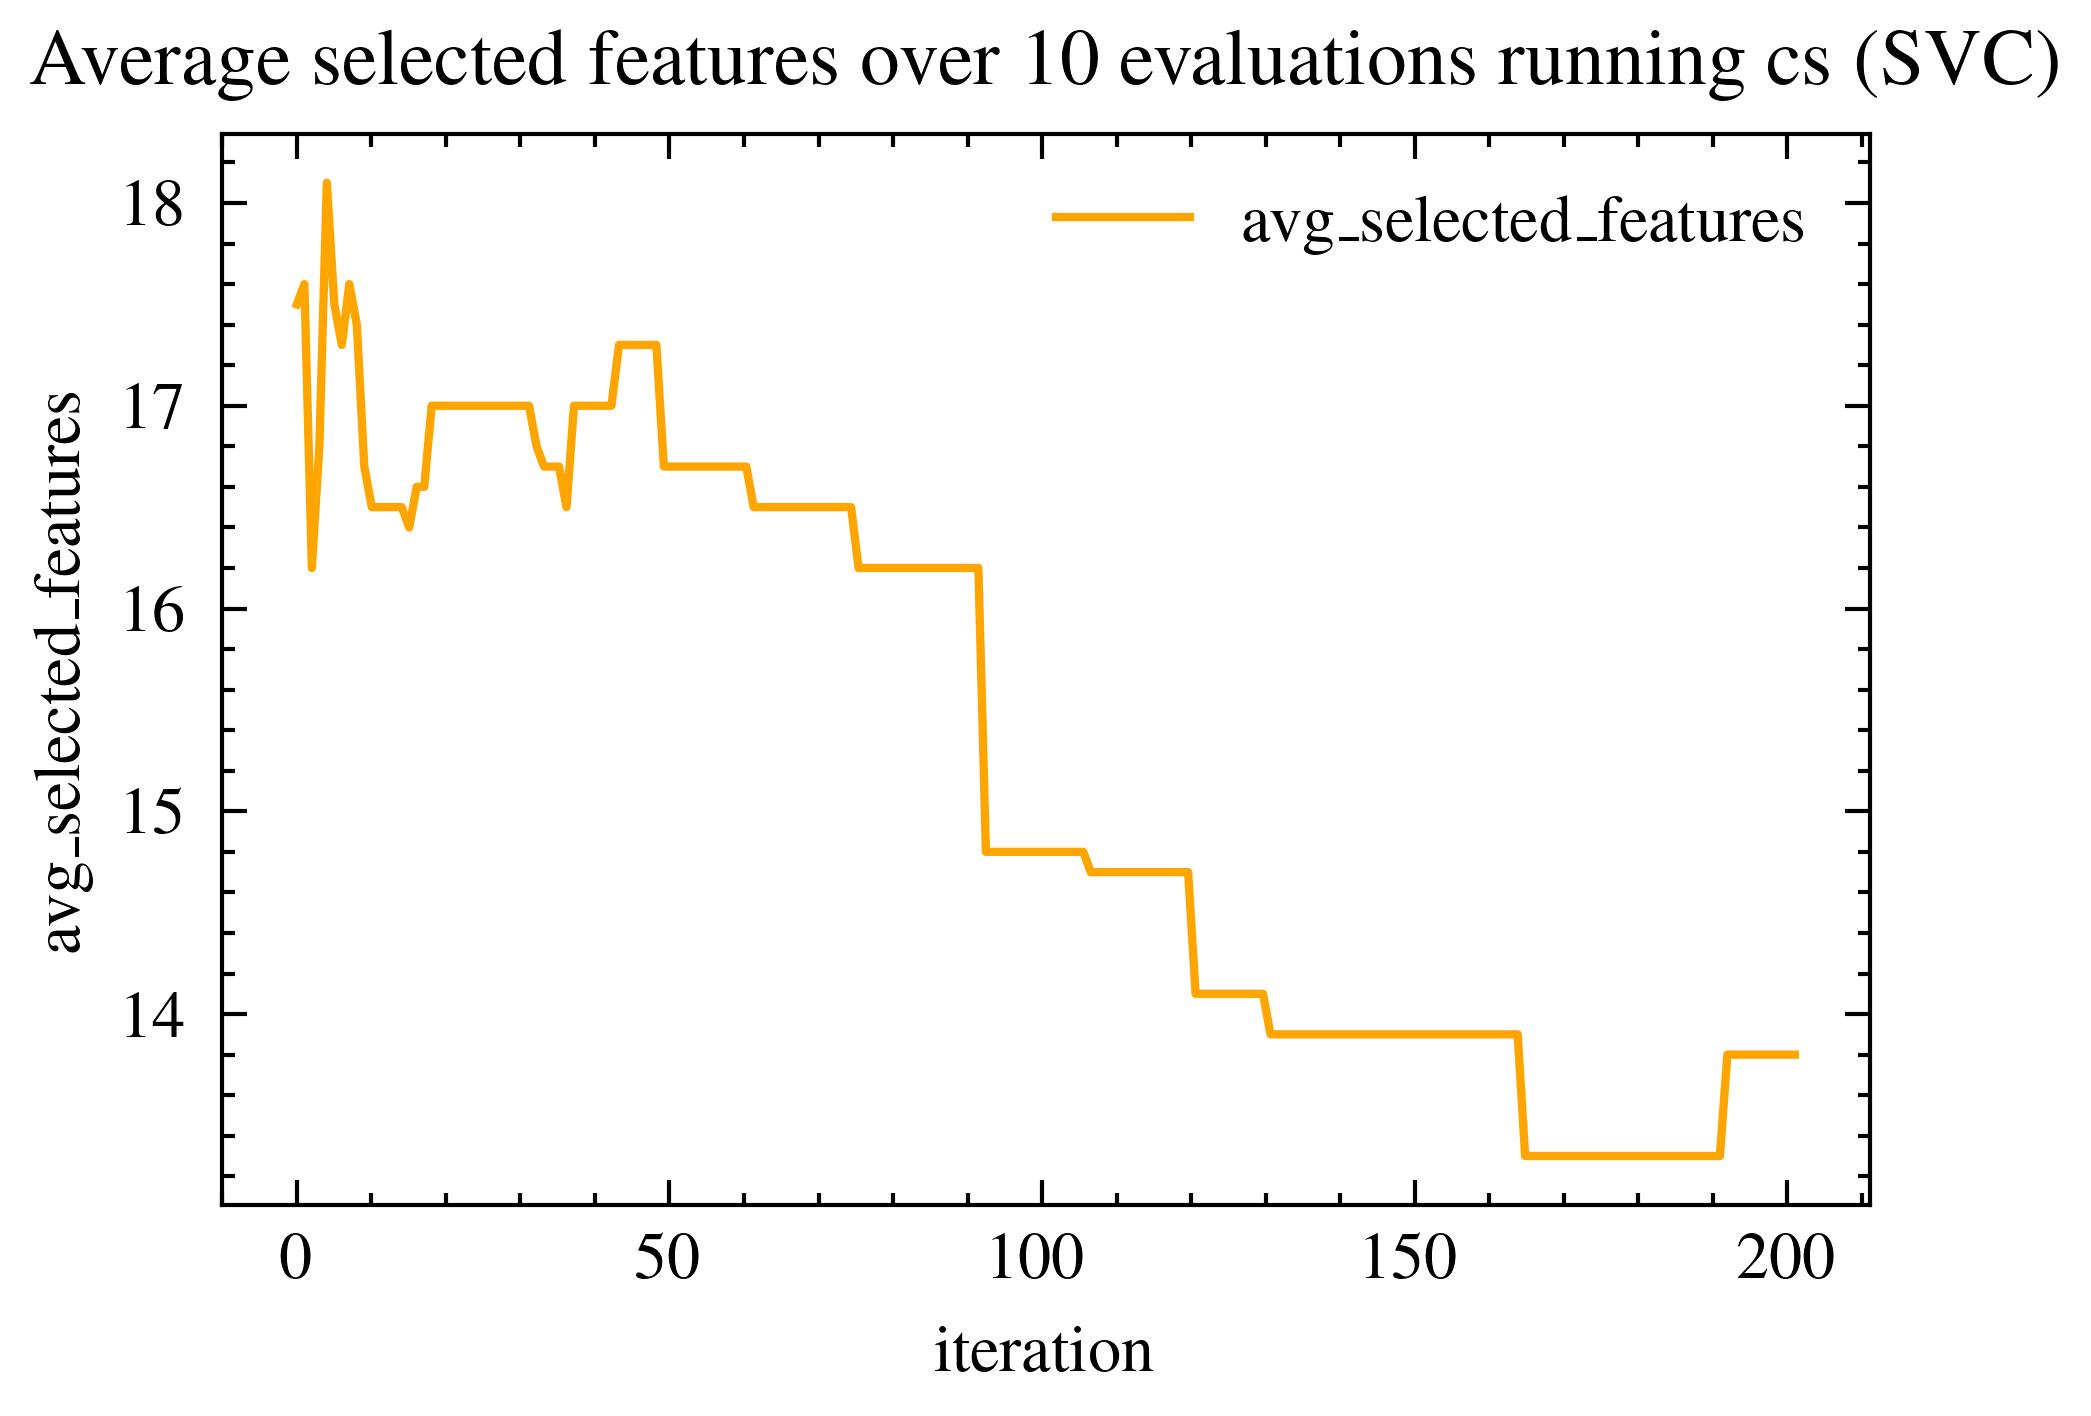 Average selected features over 10 evaluations running cs (SVC)
avg_selected_features
18
17
16
15
14
avg_selected_features
0 50 100 150 200
iteration